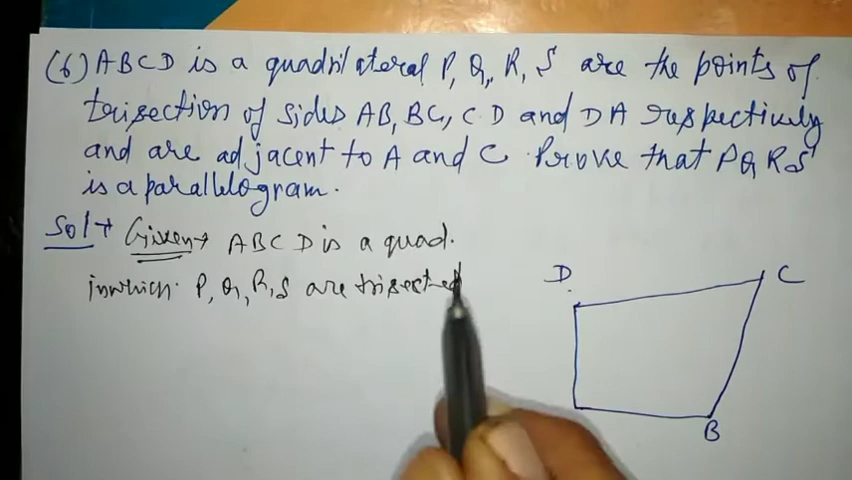 (6) ABCD is a quadrilateral P, Q, R, S are the points of
trisection of sides AB, BC, CD and DA respectively
and are adjacent to A and C. Prove that PQRS
is a parallelogram.
Sol→ Given→ ABCD is a quad.
in which P, Q, R, S are trisected
D C
B